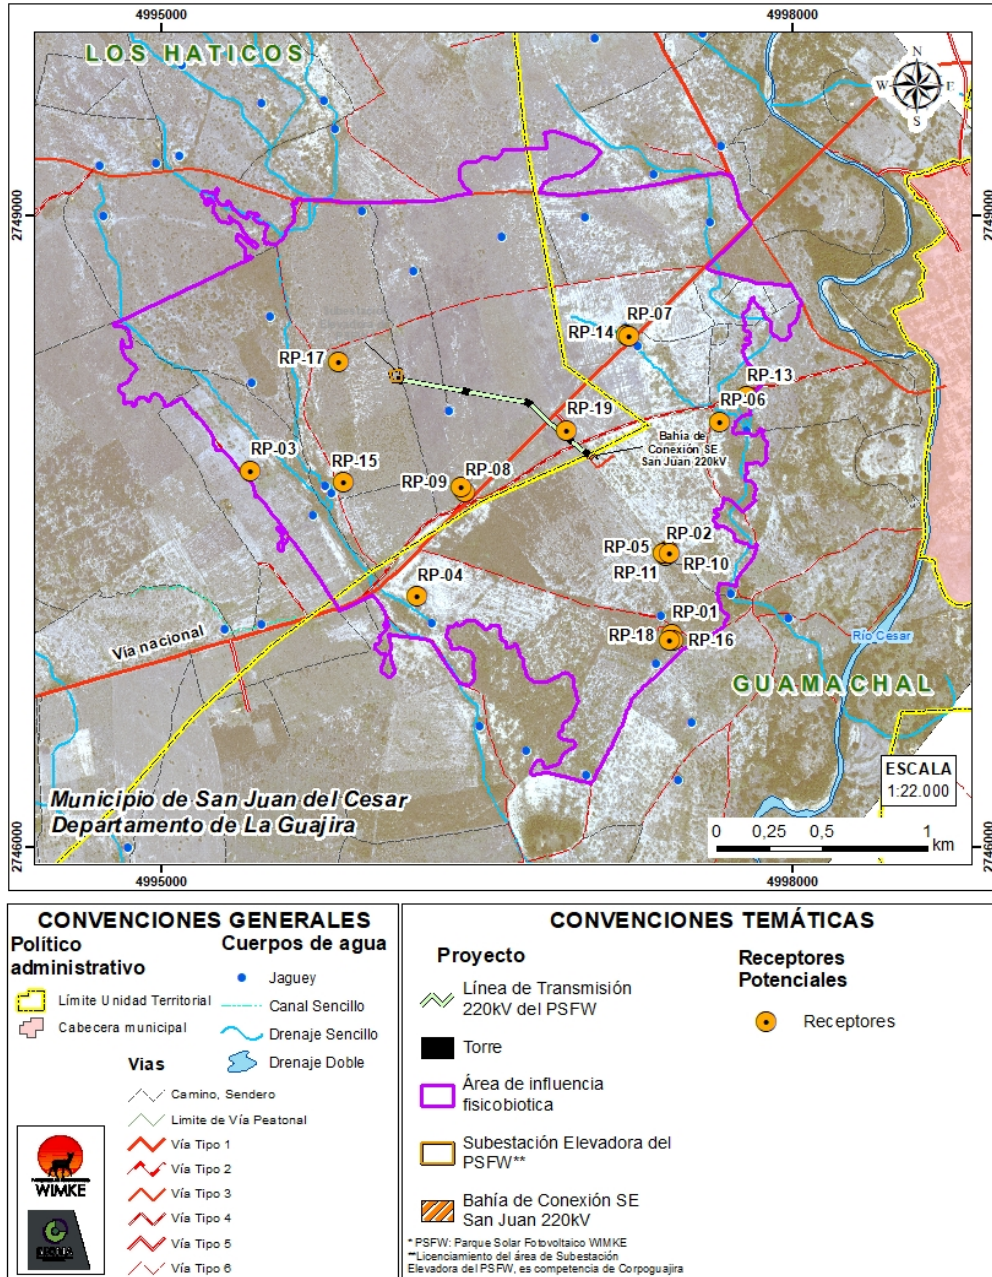 4995000
4998000
LOS HATICOS
N
W
E
S
2749000
2749000
RP-07
RP-14
RP-17
RP-13
RP-06
RP-19
Bahía de
Conexión SE
San Juan 220kV
RP-03
RP-15
RP-08
RP-09
RP-02
RP-05
RP-10
RP-11
RP-04
RP-01
RP-18
RP-16
Vía nacional
Río Cesar
GUAMACHAL
ESCALA
1:22.000
Municipio de San Juan del Cesar
Departamento de La Guajira
0
0,25
0,5
1
km
2746000
2746000
4995000
4998000
CONVENCIONES GENERALES
Político
administrativo
Límite Unidad Territorial
Cabecera municipal
Cuerpos de agua
Jaguey
Canal Sencillo
Drenaje Sencillo
Drenaje Doble
Vías
Camino, Sendero
Limite de Vía Peatonal
Vía Tipo 1
Vía Tipo 2
Vía Tipo 3
Vía Tipo 4
Vía Tipo 5
Vía Tipo 6
WIMKE
CONVENCIONES TEMÁTICAS
Proyecto
Línea de Transmisión
220kV del PSFW
Torre
Área de influencia
fisicobiotica
Subestación Elevadora del
PSFW**
Bahía de Conexión SE
San Juan 220kV
Receptores
Potenciales
Receptores
* PSFW: Parque Solar Fotovoltaico WIMKE
**Licenciamiento del área de Subestación
Elevadora del PSFW, es competencia de Corpoguajira